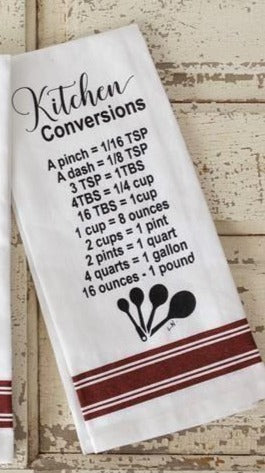 Kitchen
Conversions
A pinch = 1/16 TSP
A dash = 1/8 TSP
3 TSP = 1TBS
4TBS = 1/4 cup
16 TBS = 1cup
1 cup = 8 ounces
2 cups = 1 pint
2 pints = 1 quart
4 quarts = 1 gallon
16 ounces - 1 pound